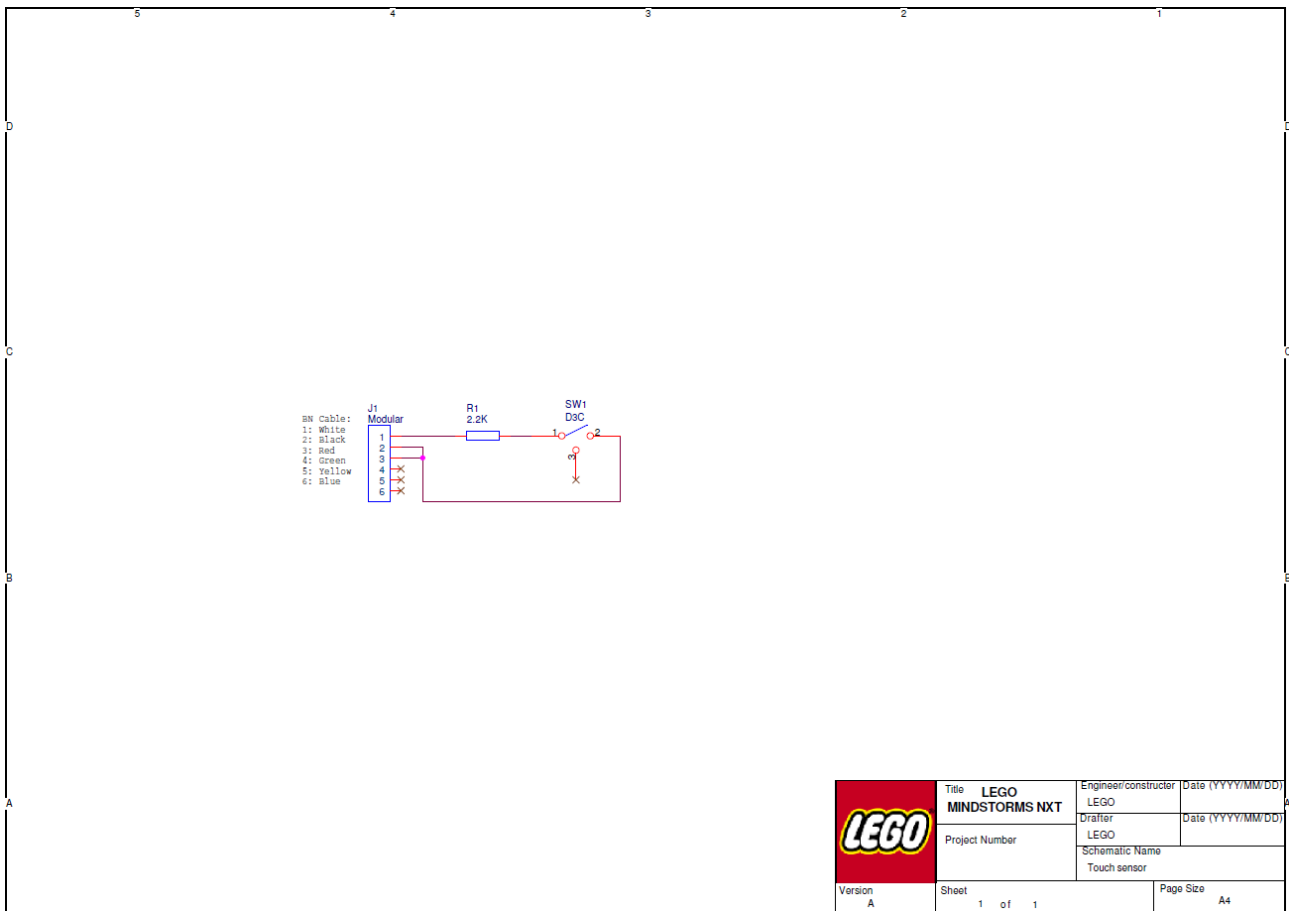 5 4 3 2 1
D D
C C
BN Cable:
1: White
2: Black
3: Red
4: Green
5: Yellow
6: Blue
J1
Modular
1
2
3
4
5
6
R1
2.2K
SW1
D3C
1 2
3
B B
A A
LEGO
Title LEGO
MINDSTORMS NXT
Project Number
Engineer/constructer
LEGO
Date (YYYY/MM/DD)
Drafter
LEGO
Date (YYYY/MM/DD)
Schematic Name
Touch sensor
Version
A
Sheet
1 of 1
Page Size
A4